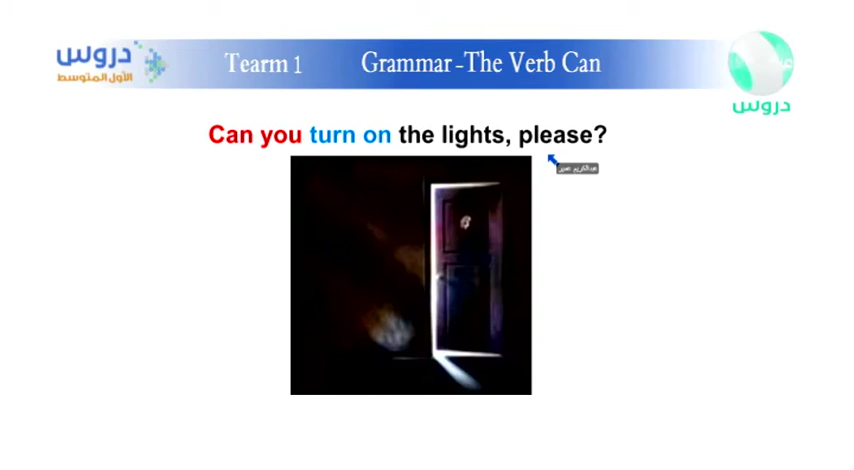 دروس
الأول المتوسط
Tearm 1
Grammar-The Verb Can
دروس
Can you turn on the lights, please?